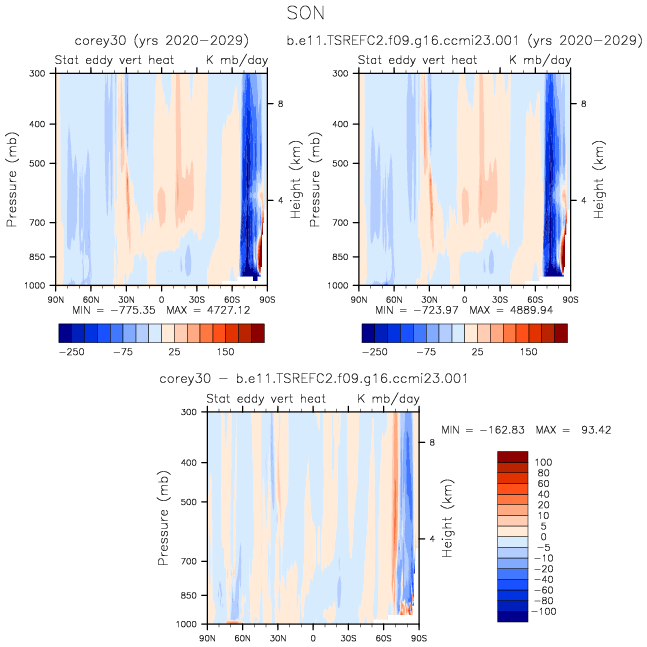 SON
corey30 (yrs 2020-2029)
Stat eddy vert heat K mb/day
300
400
500
700
850
1000
Pressure (mb)
8
4
Height (km)
90N 60N 30N 0 30S 60S 90S
MIN = -775.35 MAX = 4727.12
-250 -75 25 150
b.e11.TSREFC2.f09.g16.ccmi23.001 (yrs 2020-2029)
Stat eddy vert heat K mb/day
300
400
500
700
850
1000
Pressure (mb)
8
4
Height (km)
90N 60N 30N 0 30S 60S 90S
MIN = -723.97 MAX = 4889.94
-250 -75 25 150
corey30 - b.e11.TSREFC2.f09.g16.ccmi23.001
Stat eddy vert heat K mb/day
300
400
500
700
850
1000
Pressure (mb)
8
4
Height (km)
90N 60N 30N 0 30S 60S 90S
MIN = -162.83 MAX = 93.42
100
80
60
40
20
10
5
0
-5
-10
-20
-40
-60
-80
-100